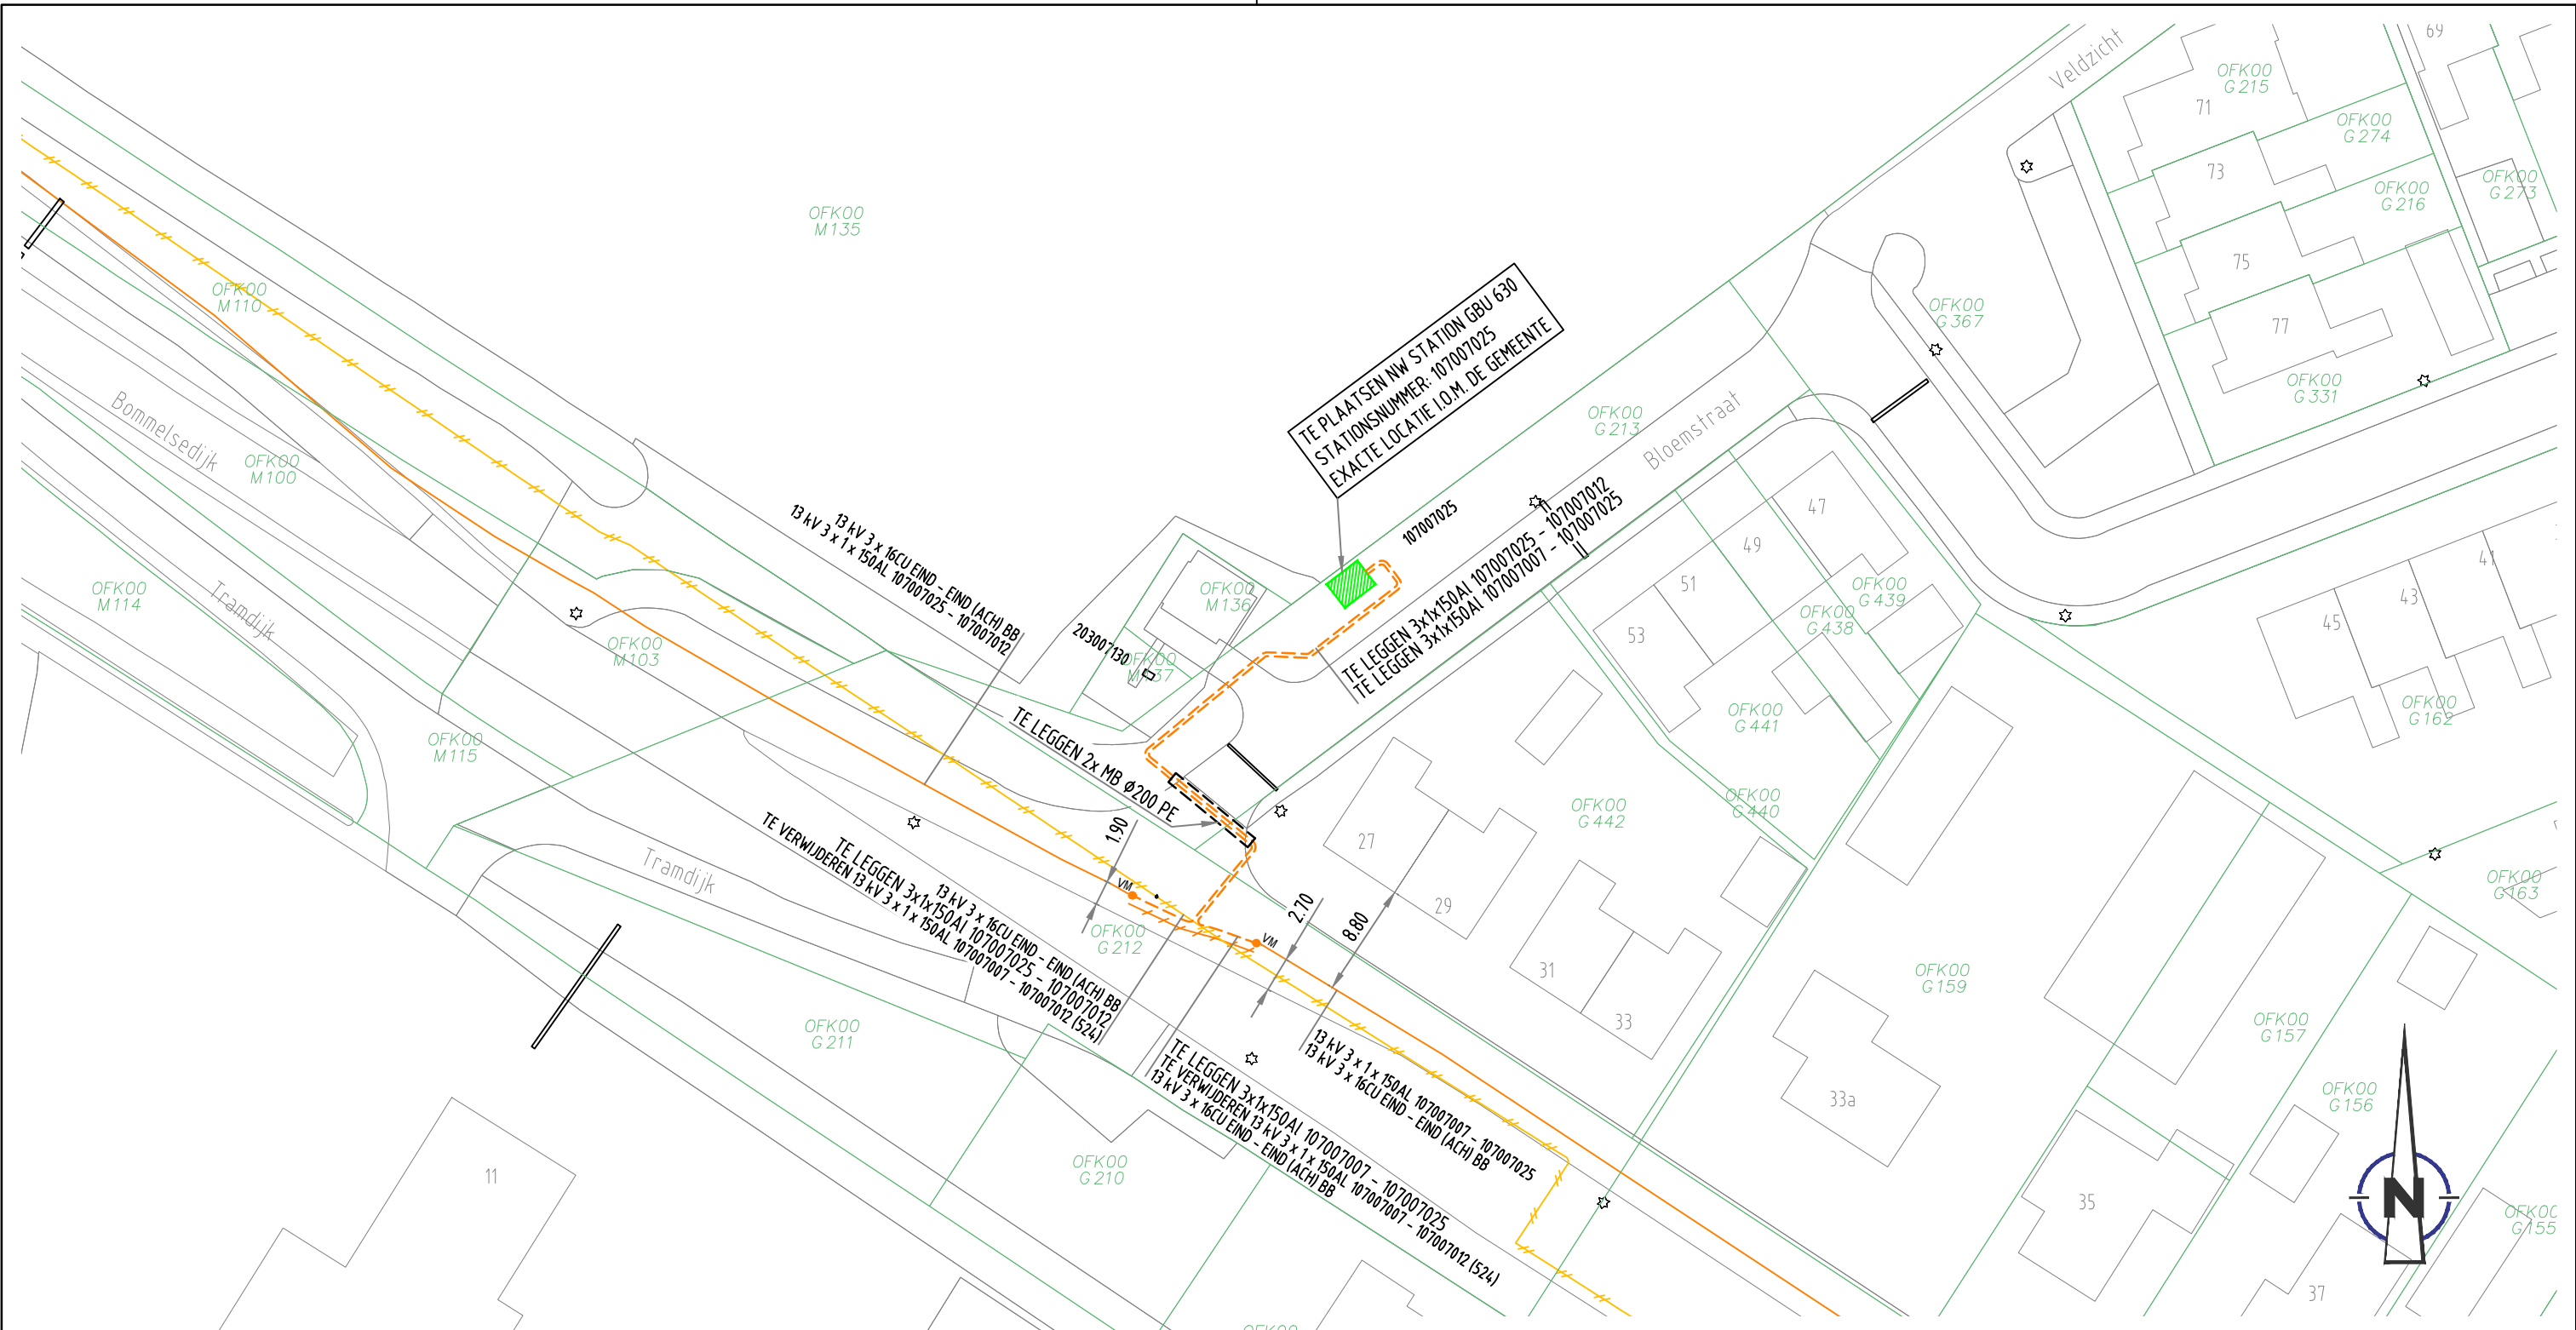 Veldzicht
69
OFK00
G215
71
OFK00
G274
73
OFK00
G273
OFK00
G216
75
OFK00
M135
OFK00
M110
OFK00
G367
77
OFK00
G331
TE PLAATSEN NW STATION GBU 630
STATIONSNUMMER: 107007025
EXACTE LOCATIE I.O.M. DE GEMEENTE
Bommelsedijk
OFK00
M100
OFK00
G213
Bloemstraat
107007025
13 kV 3 x 16CU EIND - EIND (ACH) BB
13 kV 3 x 1 x 150AL 107007025 - 107007012
TE LEGGEN 3x1x150Al 107007025 - 107007012
TE LEGGEN 3x1x150Al 107007007 - 107007025
47
49
51
53
OFK00
G439
OFK00
G438
41
43
45
OFK00
M114
Tramdijk
OFK00
M136
203007130
OFK00
M137
OFK00
M103
OFK00
M115
OFK00
G441
OFK00
G162
TE LEGGEN 2x MB ø200 PE
OFK00
G442
OFK00
G440
27
29
1.90
VM
Tramdijk
13 kV 3 x 16CU EIND - EIND (ACH) BB
TE LEGGEN 3x1x150Al 107007025 - 107007012
TE VERWIJDEREN 13 kV 3 x 1 x 150AL 107007007 - 107007012 (524)
OFK00
G212
VM
2.70
8.80
OFK00
G163
31
33
OFK00
G159
OFK00
G211
OFK00
G157
13 kV 3 x 1 x 150AL 107007007 - 107007025
13 kV 3 x 16CU EIND - EIND (ACH) BB
TE LEGGEN 3x1x150Al 107007007 - 107007025
TE VERWIJDEREN 13 kV 3 x 1 x 150AL 107007007 - 107007012 (524)
13 kV 3 x 16CU EIND - EIND (ACH) BB
33a
OFK00
G156
OFK00
G210
11
35
N
OFK00
G155
37
OFK00